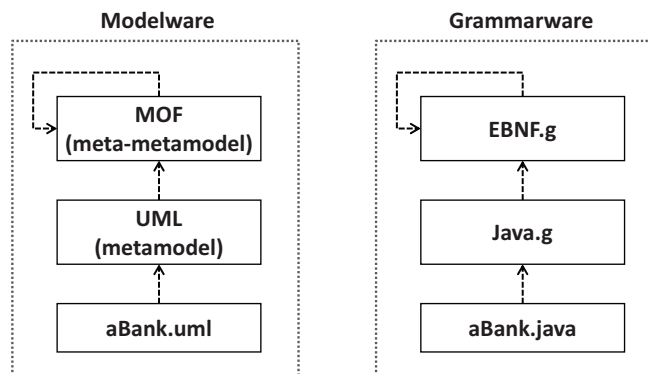 Modelware
MOF
(meta-metamodel)
UML
(metamodel)
aBank.uml
Grammarware
EBNF.g
Java.g
aBank.java